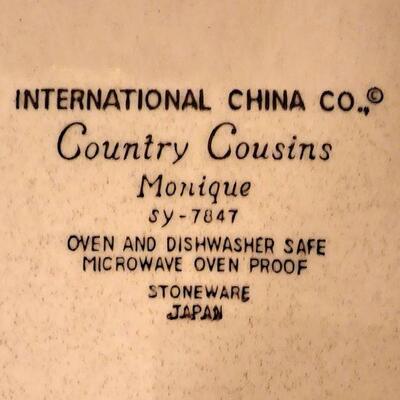 INTERNATIONAL CHINA CO.,©
Country Cousins
Monique
SY-7847
OVEN AND DISHWASHER SAFE
MICROWAVE OVEN PROOF
STONEWARE
JAPAN